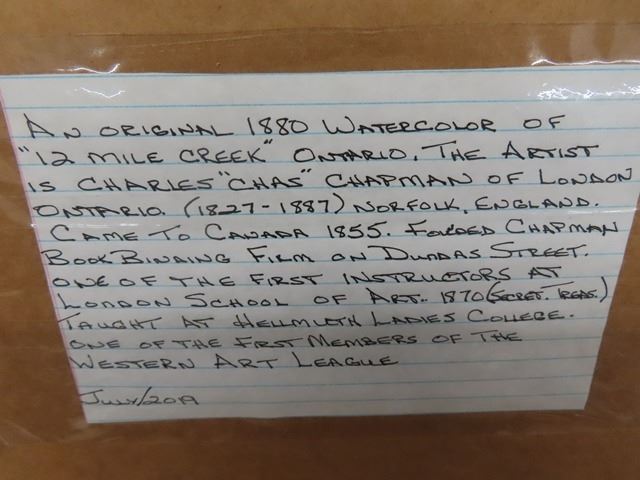 AN ORIGINAL 1880 WATERCOLOR OF
"12 MILE CREEK" ONTARIO. THE ARTIST
IS CHARLES "CHAS" CHAPMAN OF LONDON
ONTARIO. (1827-1887) NORFOLK, ENGLAND.
CAME TO CANADA 1855. FOUDED CHAPMAN
BOOK BINDING FIRM ON DUNDAS STREET.
ONE OF THE FIRST INSTRUCTORS AT
LONDON SCHOOL OF ART. 1870 (SECRET. TREAS.)
TAUGHT AT HELLMUTH LADIES COLLEGE.
ONE OF THE FIRST MEMBERS OF THE
WESTERN ART LEAGUE
JULY/2019